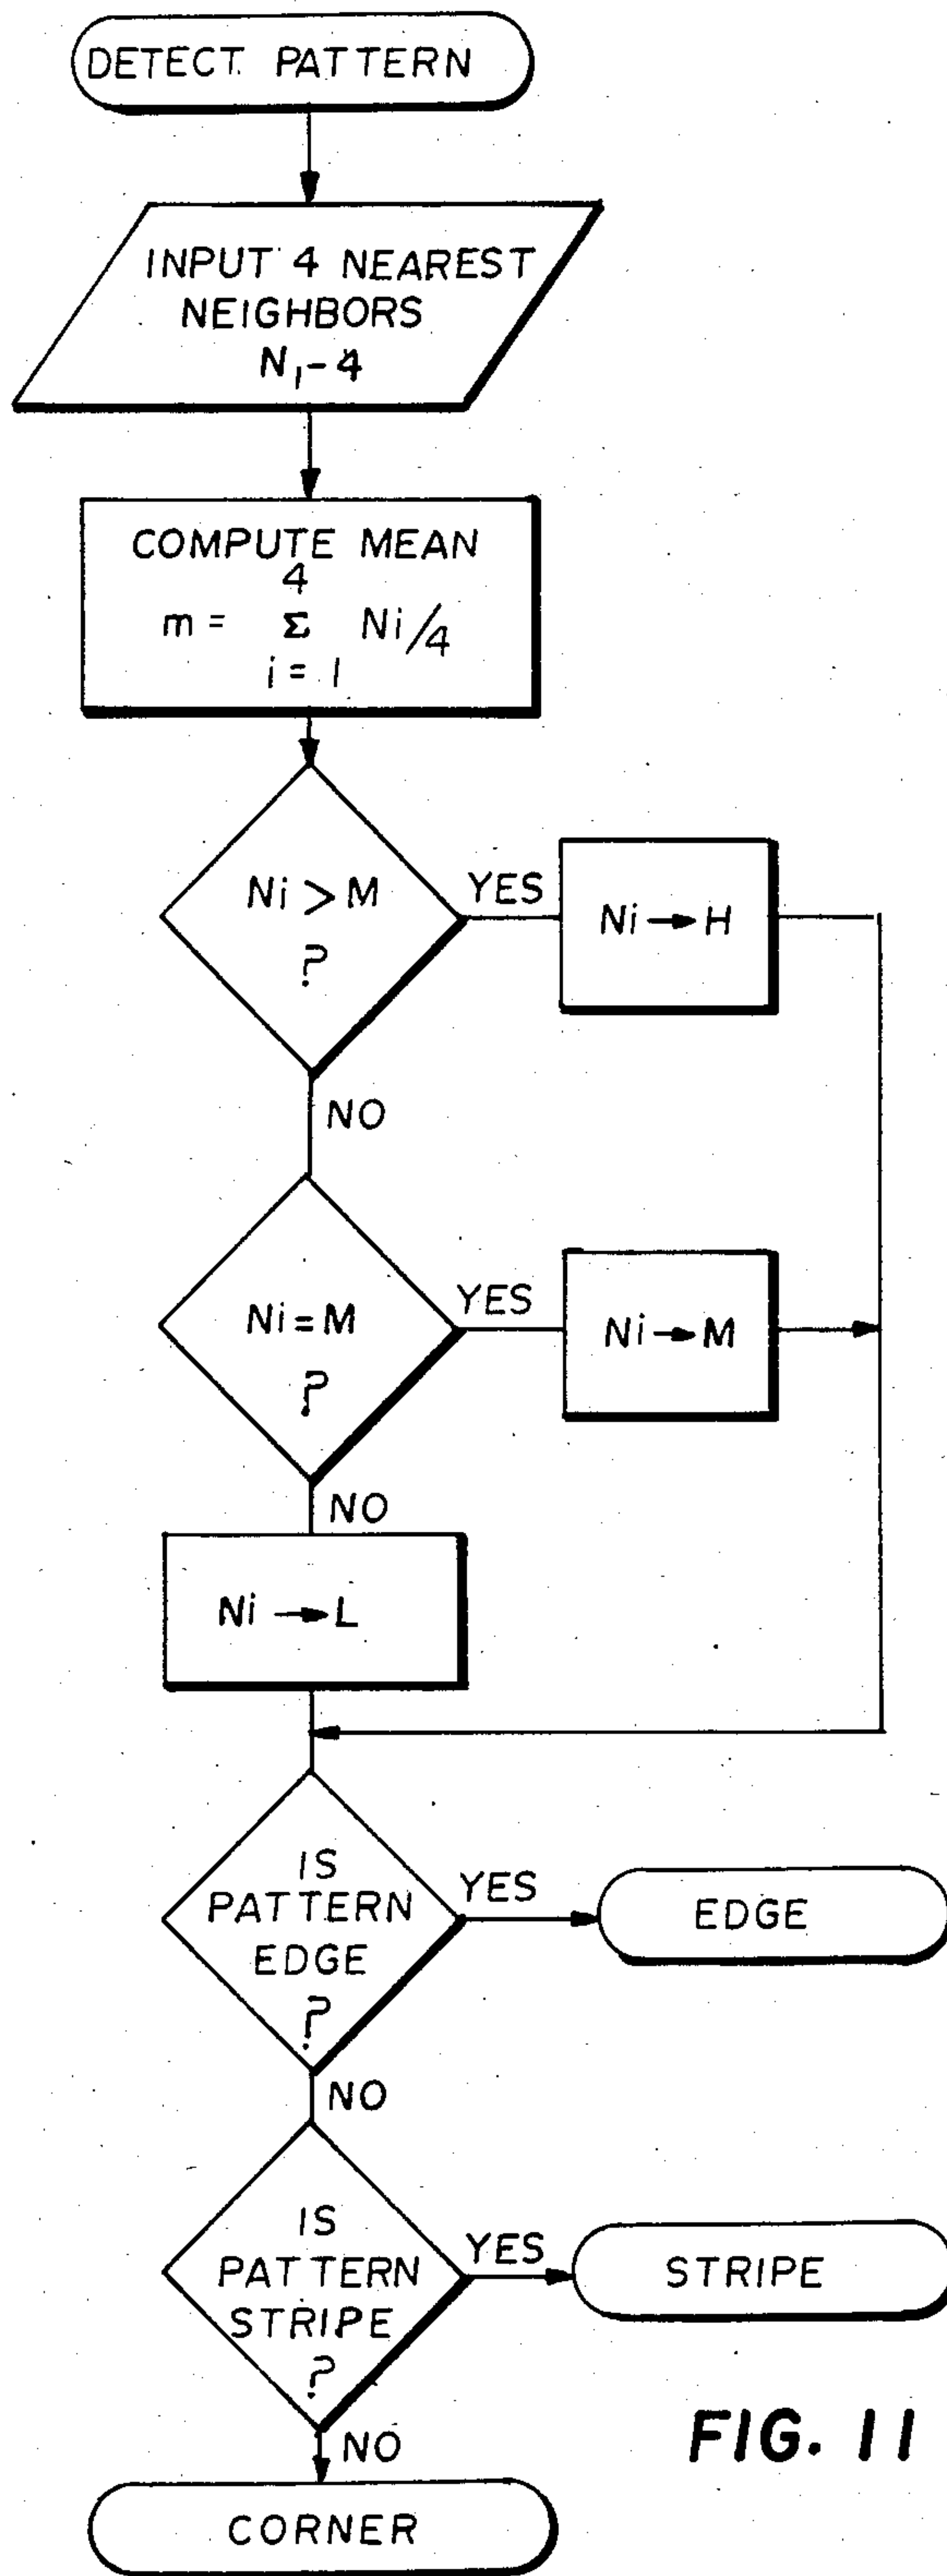 DETECT PATTERN
INPUT 4 NEAREST
NEIGHBORS
N₁-4
COMPUTE MEAN
4
m = Σ Ni/4
i = 1
Ni > M
?
YES
Ni → H
NO
Ni = M
?
YES
Ni → M
NO
Ni → L
IS
PATTERN
EDGE
?
YES
EDGE
NO
IS
PATTERN
STRIPE
?
YES
STRIPE
NO
CORNER
FIG. 11